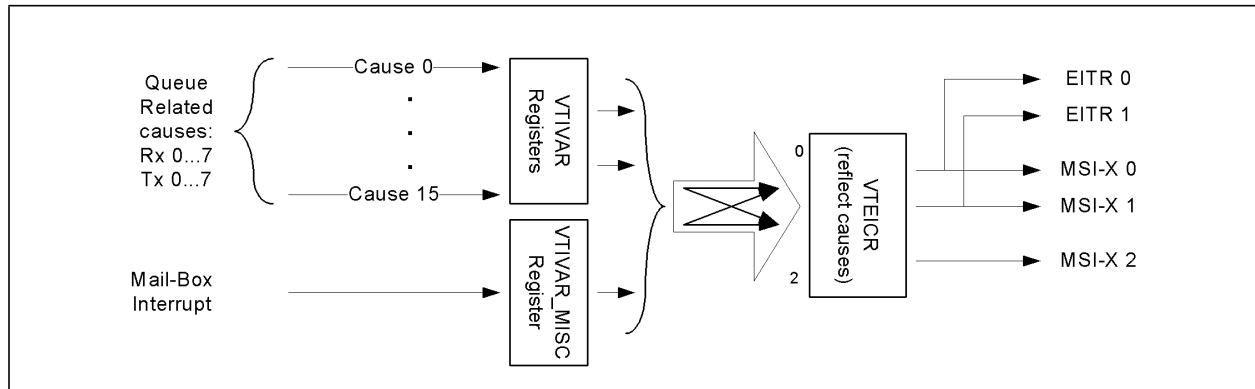 Queue
Related
causes:
Rx 0...7
Tx 0...7
Cause 0
Cause 15
Mail-Box
Interrupt
VTIVAR
Registers
VTIVAR_MISC
Register
0
2
VTEICR
(reflect causes)
EITR 0
EITR 1
MSI-X 0
MSI-X 1
MSI-X 2